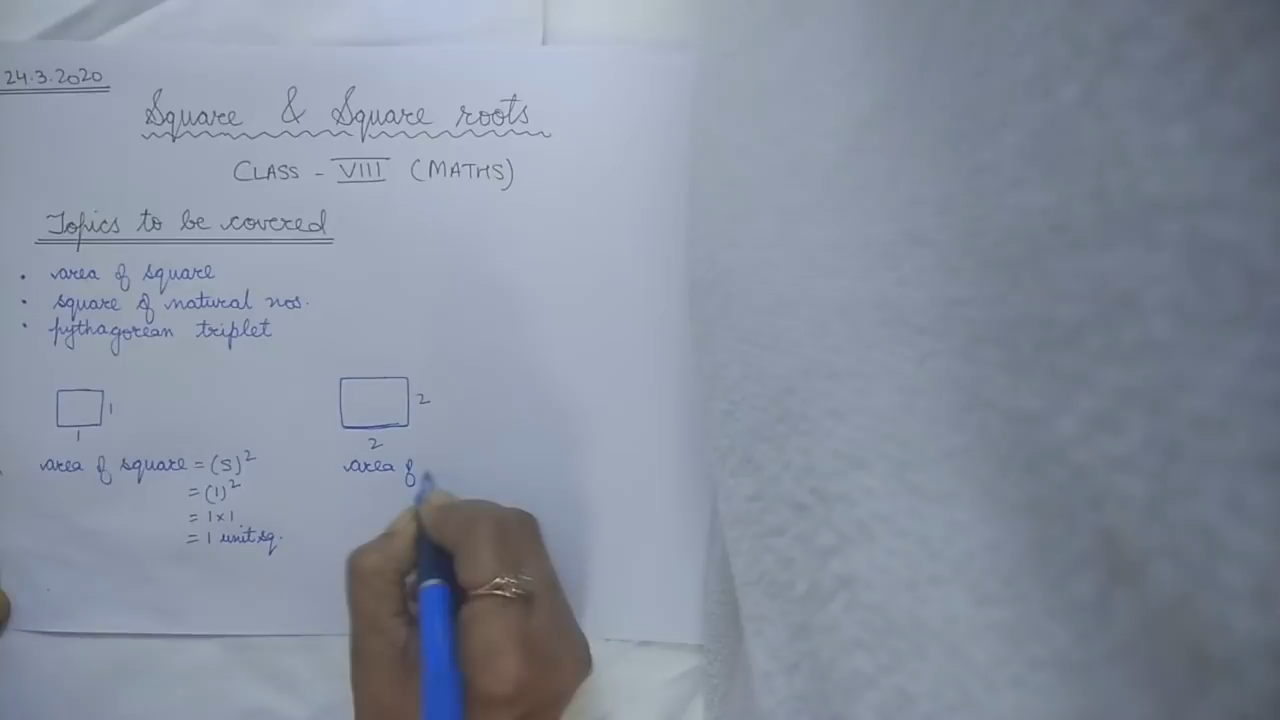 24.3.2020
Square & Square roots
CLASS - VIII (MATHS)
Topics to be covered
• area of square
• square of natural nos.
• pythagorean triplet
1
1
area of square = (S)²
= (1)²
= 1 × 1
= 1 unit sq.
2
2
area of